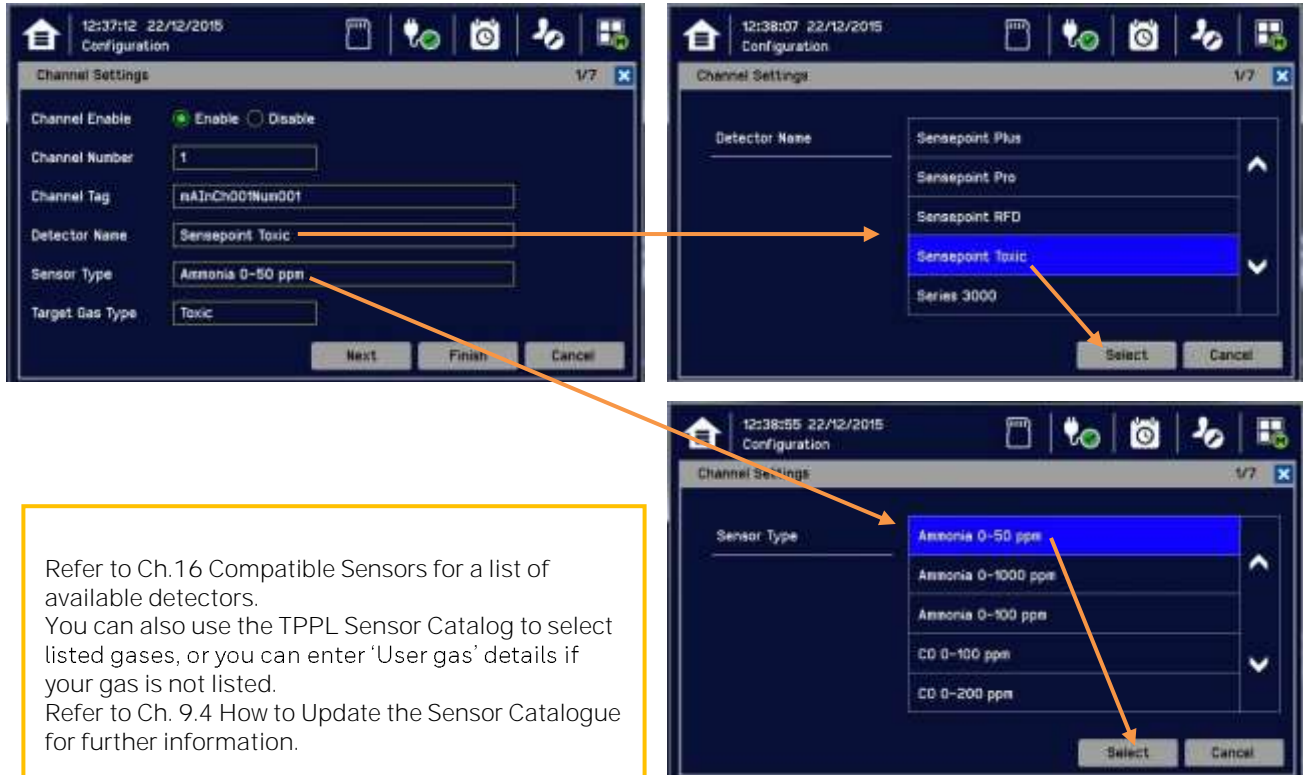 12:37:12 22/12/2015
Configuration
Channel Settings 1/7
Channel Enable Enable Disable
Channel Number 1
Channel Tag mAInCh001Num001
Detector Name Sensepoint Toxic
Sensor Type Ammonia 0-50 ppm
Target Gas Type Toxic
Next Finish Cancel
12:38:07 22/12/2015
Configuration
Channel Settings 1/7
Detector Name
Sensepoint Plus
Sensepoint Pro
Sensepoint RFD
Sensepoint Toxic
Series 3000
Select Cancel
12:38:55 22/12/2015
Configuration
Channel Settings 1/7
Sensor Type
Ammonia 0-50 ppm
Ammonia 0-1000 ppm
Ammonia 0-100 ppm
CO 0-100 ppm
CO 0-200 ppm
Select Cancel
Refer to Ch.16 Compatible Sensors for a list of
available detectors.
You can also use the TPPL Sensor Catalog to select
listed gases, or you can enter ‘User gas’ details if
your gas is not listed.
Refer to Ch. 9.4 How to Update the Sensor Catalogue
for further information.